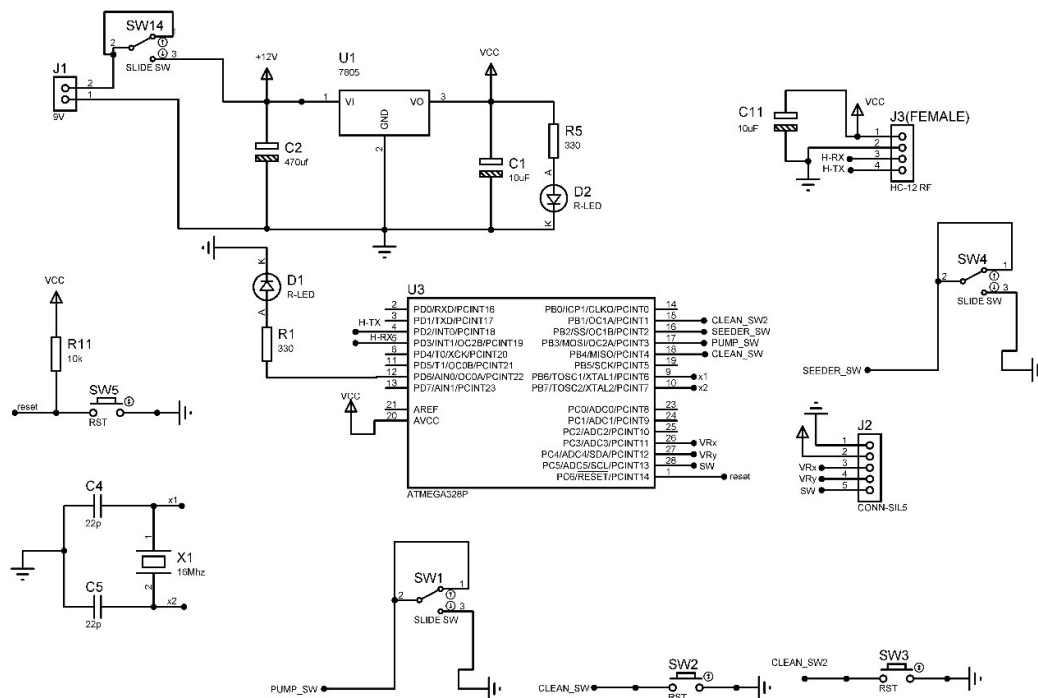 SW14
2
3
SLIDE SW
J1
2
1
9V
+12V
U1
7805
1
VI
VO
3
GND
2
VCC
C2
470uf
C1
10uF
R5
330
A
D2
R-LED
K
C11
10uF
VCC
J3(FEMALE)
1
2
H-RX
3
H-TX
4
HC-12 RF
SW4
1
2
3
SLIDE SW
SEEDER_SW
K
D1
R-LED
A
R1
330
VCC
R11
10k
SW5
reset
RST
U3
2 PD0/RXD/PCINT16
3 PD1/TXD/PCINT17
H-TX 4 PD2/INT0/PCINT18
H-RX 5 PD3/INT1/OC2B/PCINT19
6 PD4/T0/XCK/PCINT20
11 PD5/T1/OC0B/PCINT21
12 PD6/AIN0/OC0A/PCINT22
13 PD7/AIN1/PCINT23
VCC
21 AREF
20 AVCC
PB0/ICP1/CLKO/PCINT0 14
PB1/OC1A/PCINT1 15 CLEAN_SW2
PB2/SS/OC1B/PCINT2 16 SEEDER_SW
PB3/MOSI/OC2A/PCINT3 17 PUMP_SW
PB4/MISO/PCINT4 18 CLEAN_SW
PB5/SCK/PCINT5 19
PB6/TOSC1/XTAL1/PCINT6 9 x1
PB7/TOSC2/XTAL2/PCINT7 10 x2
PC0/ADC0/PCINT8 23
PC1/ADC1/PCINT9 24
PC2/ADC2/PCINT10 25
PC3/ADC3/PCINT11 26 VRx
PC4/ADC4/SDA/PCINT12 27 VRy
PC5/ADC5/SCL/PCINT13 28 SW
PC6/RESET/PCINT14 1 reset
ATMEGA328P
J2
1
2
VRx 3
VRy 4
SW 5
CONN-SIL5
C4
22p
x1
1
X1
16Mhz
2
C5
22p
x2
SW1
1
2
3
SLIDE SW
PUMP_SW
SW2
CLEAN_SW
RST
SW3
CLEAN_SW2
RST